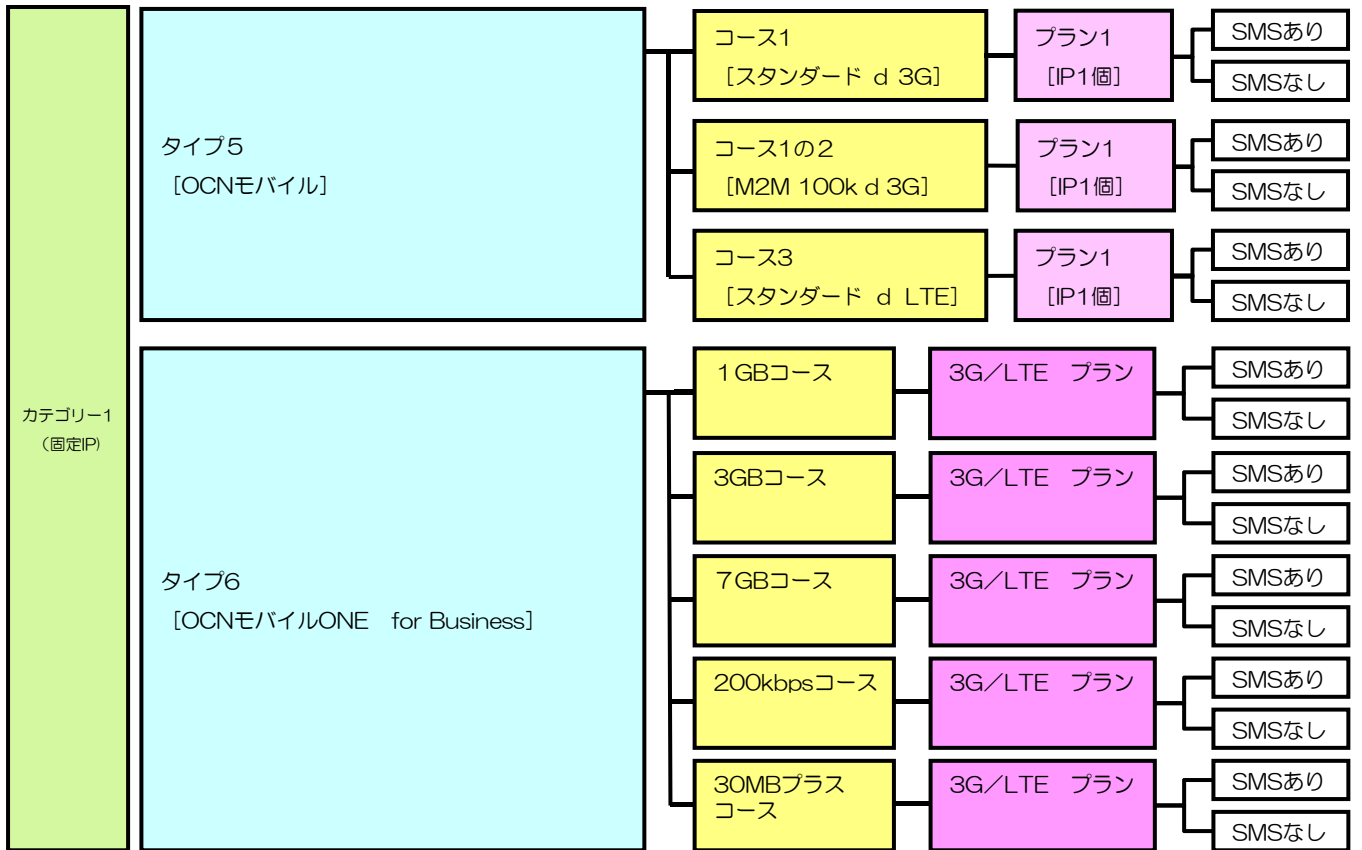 カテゴリー1
（固定IP)
タイプ５
［OCNモバイル］
コース1
［スタンダード d 3G］
プラン1
［IP1個］
SMSあり
SMSなし
コース1の２
［M2M 100k d 3G］
プラン1
［IP1個］
SMSあり
SMSなし
コース3
［スタンダード d LTE］
プラン1
［IP1個］
SMSあり
SMSなし
タイプ6
［OCNモバイルONE　for Business］
１GBコース
3G／LTE　プラン
SMSあり
SMSなし
3GBコース
3G／LTE　プラン
SMSあり
SMSなし
７GBコース
3G／LTE　プラン
SMSあり
SMSなし
200kbpsコース
3G／LTE　プラン
SMSあり
SMSなし
30MBプラス
コース
3G／LTE　プラン
SMSあり
SMSなし